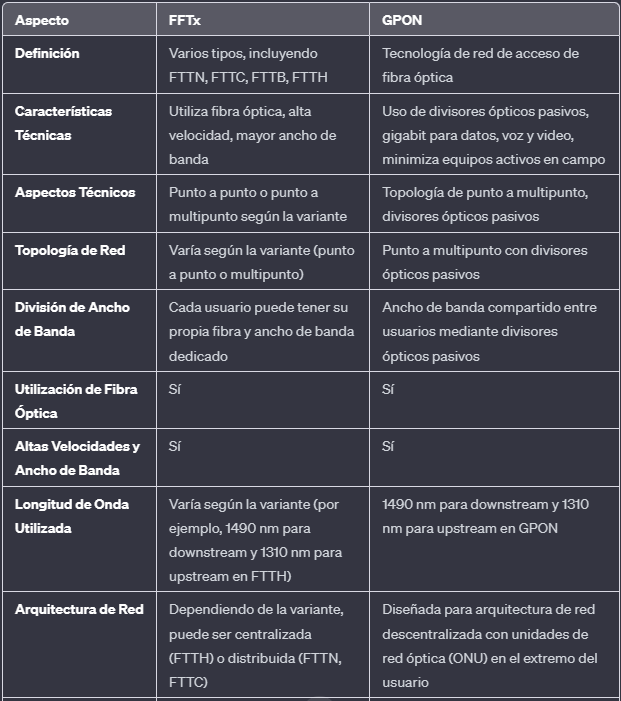 Aspecto FFTx GPON
Definición Varios tipos, incluyendo Tecnología de red de acceso de
FTTN, FTTC, FTTB, FTTH fibra óptica
Características Utiliza fibra óptica, alta Uso de divisores ópticos pasivos,
Técnicas velocidad, mayor ancho de gigabit para datos, voz y video,
banda minimiza equipos activos en campo
Aspectos Técnicos Punto a punto o punto a Topología de punto a multipunto,
multipunto según la variante divisores ópticos pasivos
Topología de Red Varía según la variante (punto Punto a multipunto con divisores
a punto o multipunto) ópticos pasivos
División de Ancho Cada usuario puede tener su Ancho de banda compartido entre
de Banda propia fibra y ancho de banda usuarios mediante divisores
dedicado ópticos pasivos
Utilización de Fibra Sí Sí
Óptica
Altas Velocidades y Sí Sí
Ancho de Banda
Longitud de Onda Varía según la variante (por 1490 nm para downstream y 1310
Utilizada ejemplo, 1490 nm para nm para upstream en GPON
downstream y 1310 nm para
upstream en FTTH)
Arquitectura de Red Dependiendo de la variante, Diseñada para arquitectura de red
puede ser centralizada descentralizada con unidades de
(FTTH) o distribuida (FTTN, red óptica (ONU) en el extremo del
FTTC) usuario